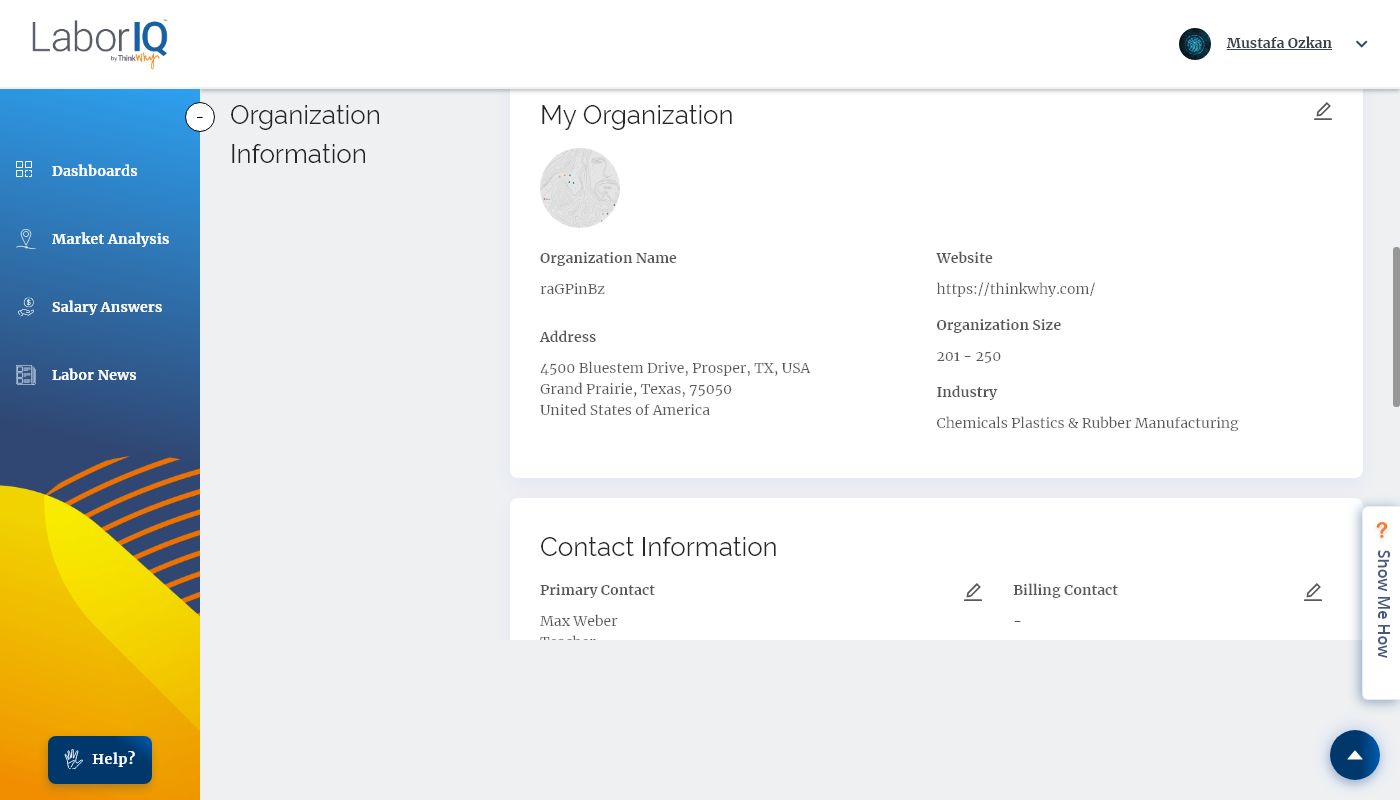 LaborIQ
by ThinkWhy
Mustafa Ozkan
-
Dashboards
Market Analysis
Salary Answers
Labor News
Help?
Organization
Information
My Organization
Organization Name
raGPinBz
Address
4500 Bluestem Drive, Prosper, TX, USA
Grand Prairie, Texas, 75050
United States of America
Website
https://thinkwhy.com/
Organization Size
201 - 250
Industry
Chemicals Plastics & Rubber Manufacturing
Contact Information
Primary Contact
Max Weber
Billing Contact
-
? Show Me How